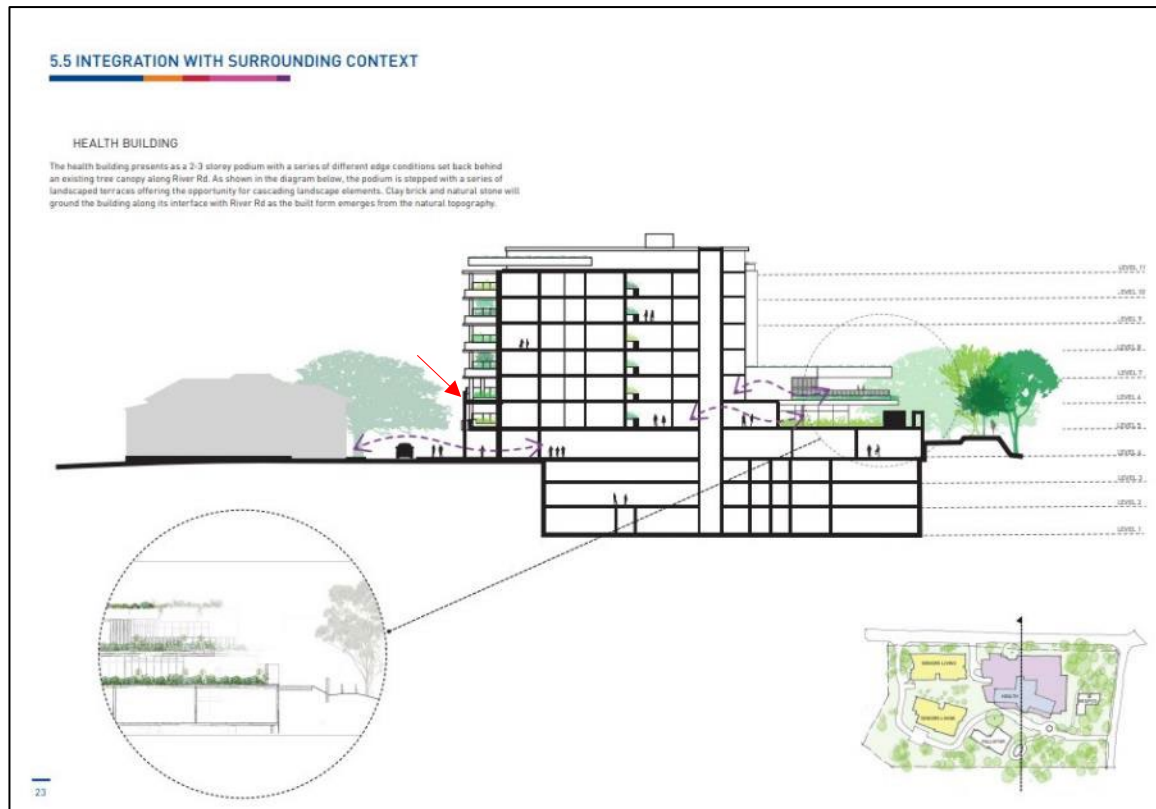 5.5 INTEGRATION WITH SURROUNDING CONTEXT
HEALTH BUILDING
The health building presents as a 2-3 storey podium with a series of different edge conditions set back behind
an existing tree canopy along River Rd. As shown in the diagram below, the podium is stepped with a series of
landscaped terraces offering the opportunity for cascading landscape elements. Clay brick and natural stone will
ground the building along its interface with River Rd as the built form emerges from the natural topography.
LEVEL 11
LEVEL 10
LEVEL 9
LEVEL 8
LEVEL 7
LEVEL 6
LEVEL 5
LEVEL 4
LEVEL 3
LEVEL 2
LEVEL 1
SENIORS LIVING
HEALTH
SENIORS LIVING
PALLISTER
23